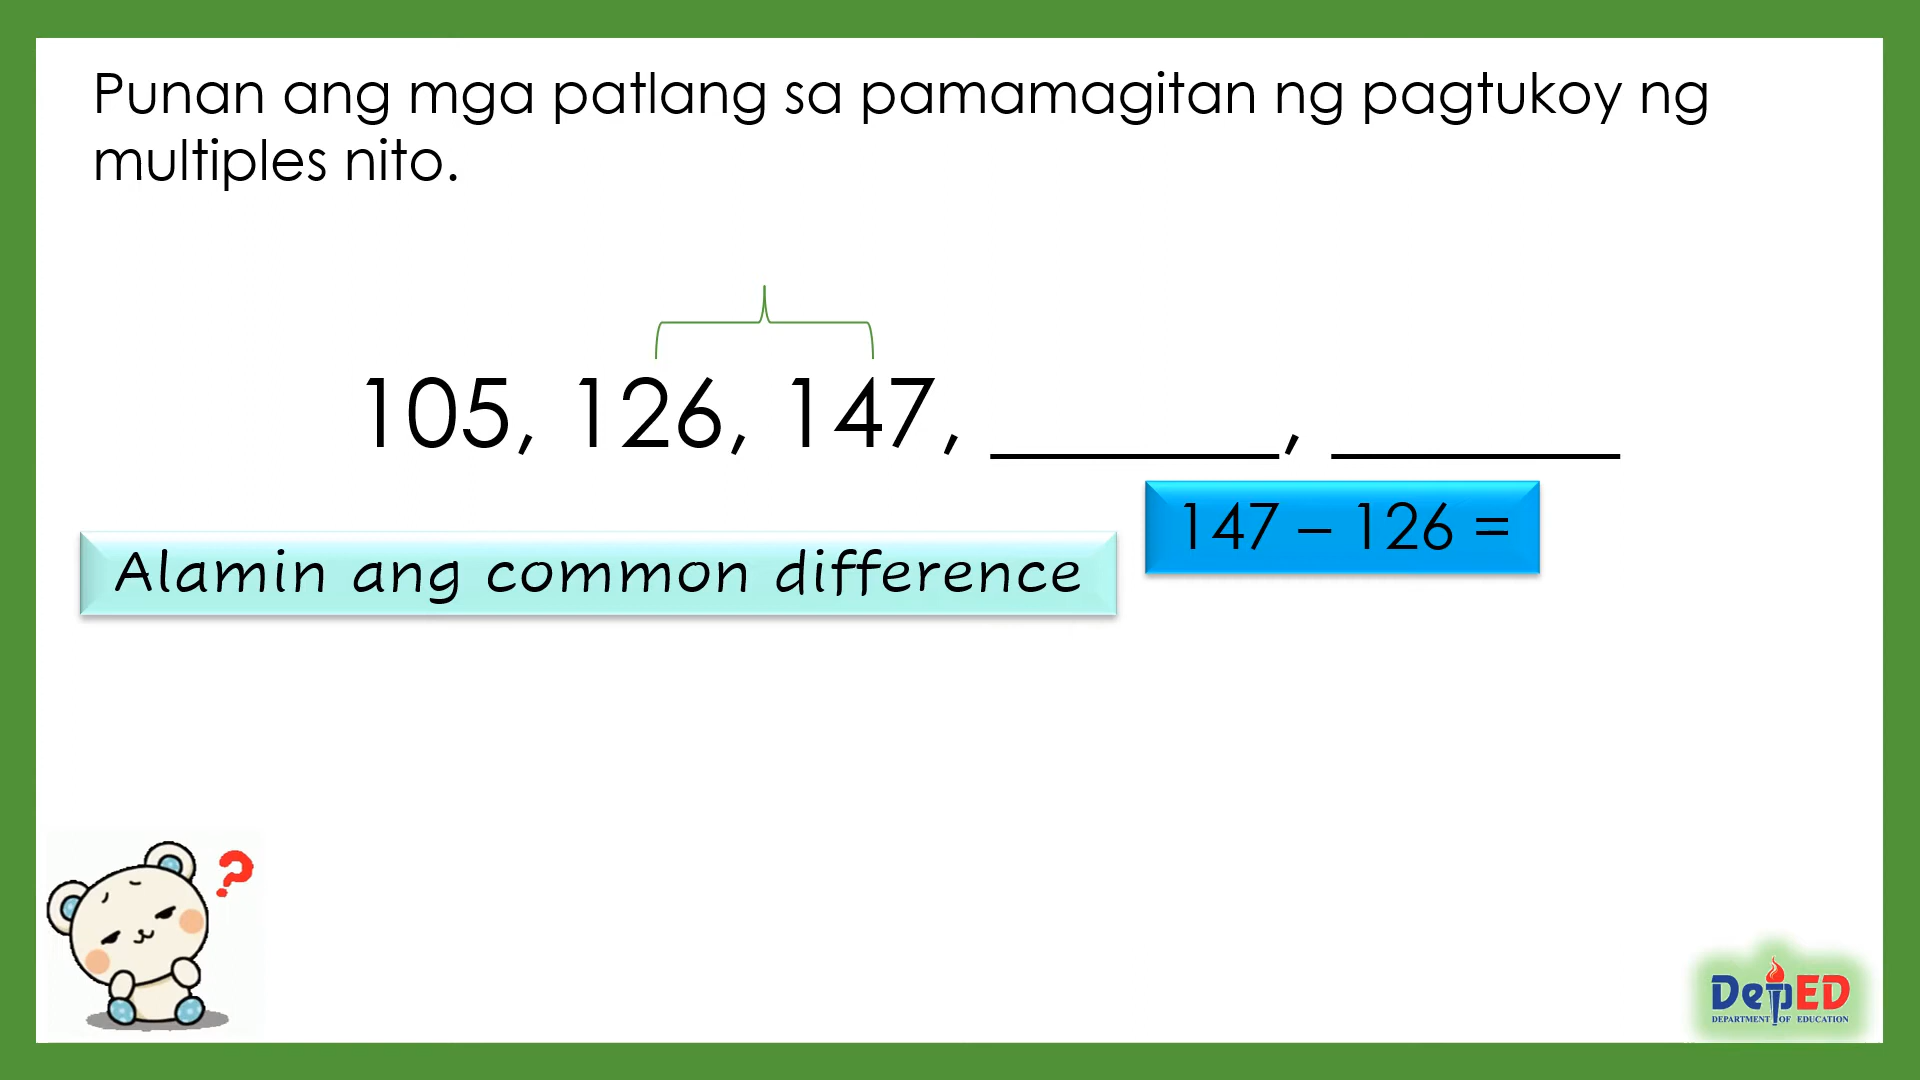 Punan ang mga patlang sa pamamagitan ng pagtukoy ng
multiples nito.
105, 126, 147, ______, ______
147 – 126 =
Alamin ang common difference
?
DepED
DEPARTMENT OF EDUCATION